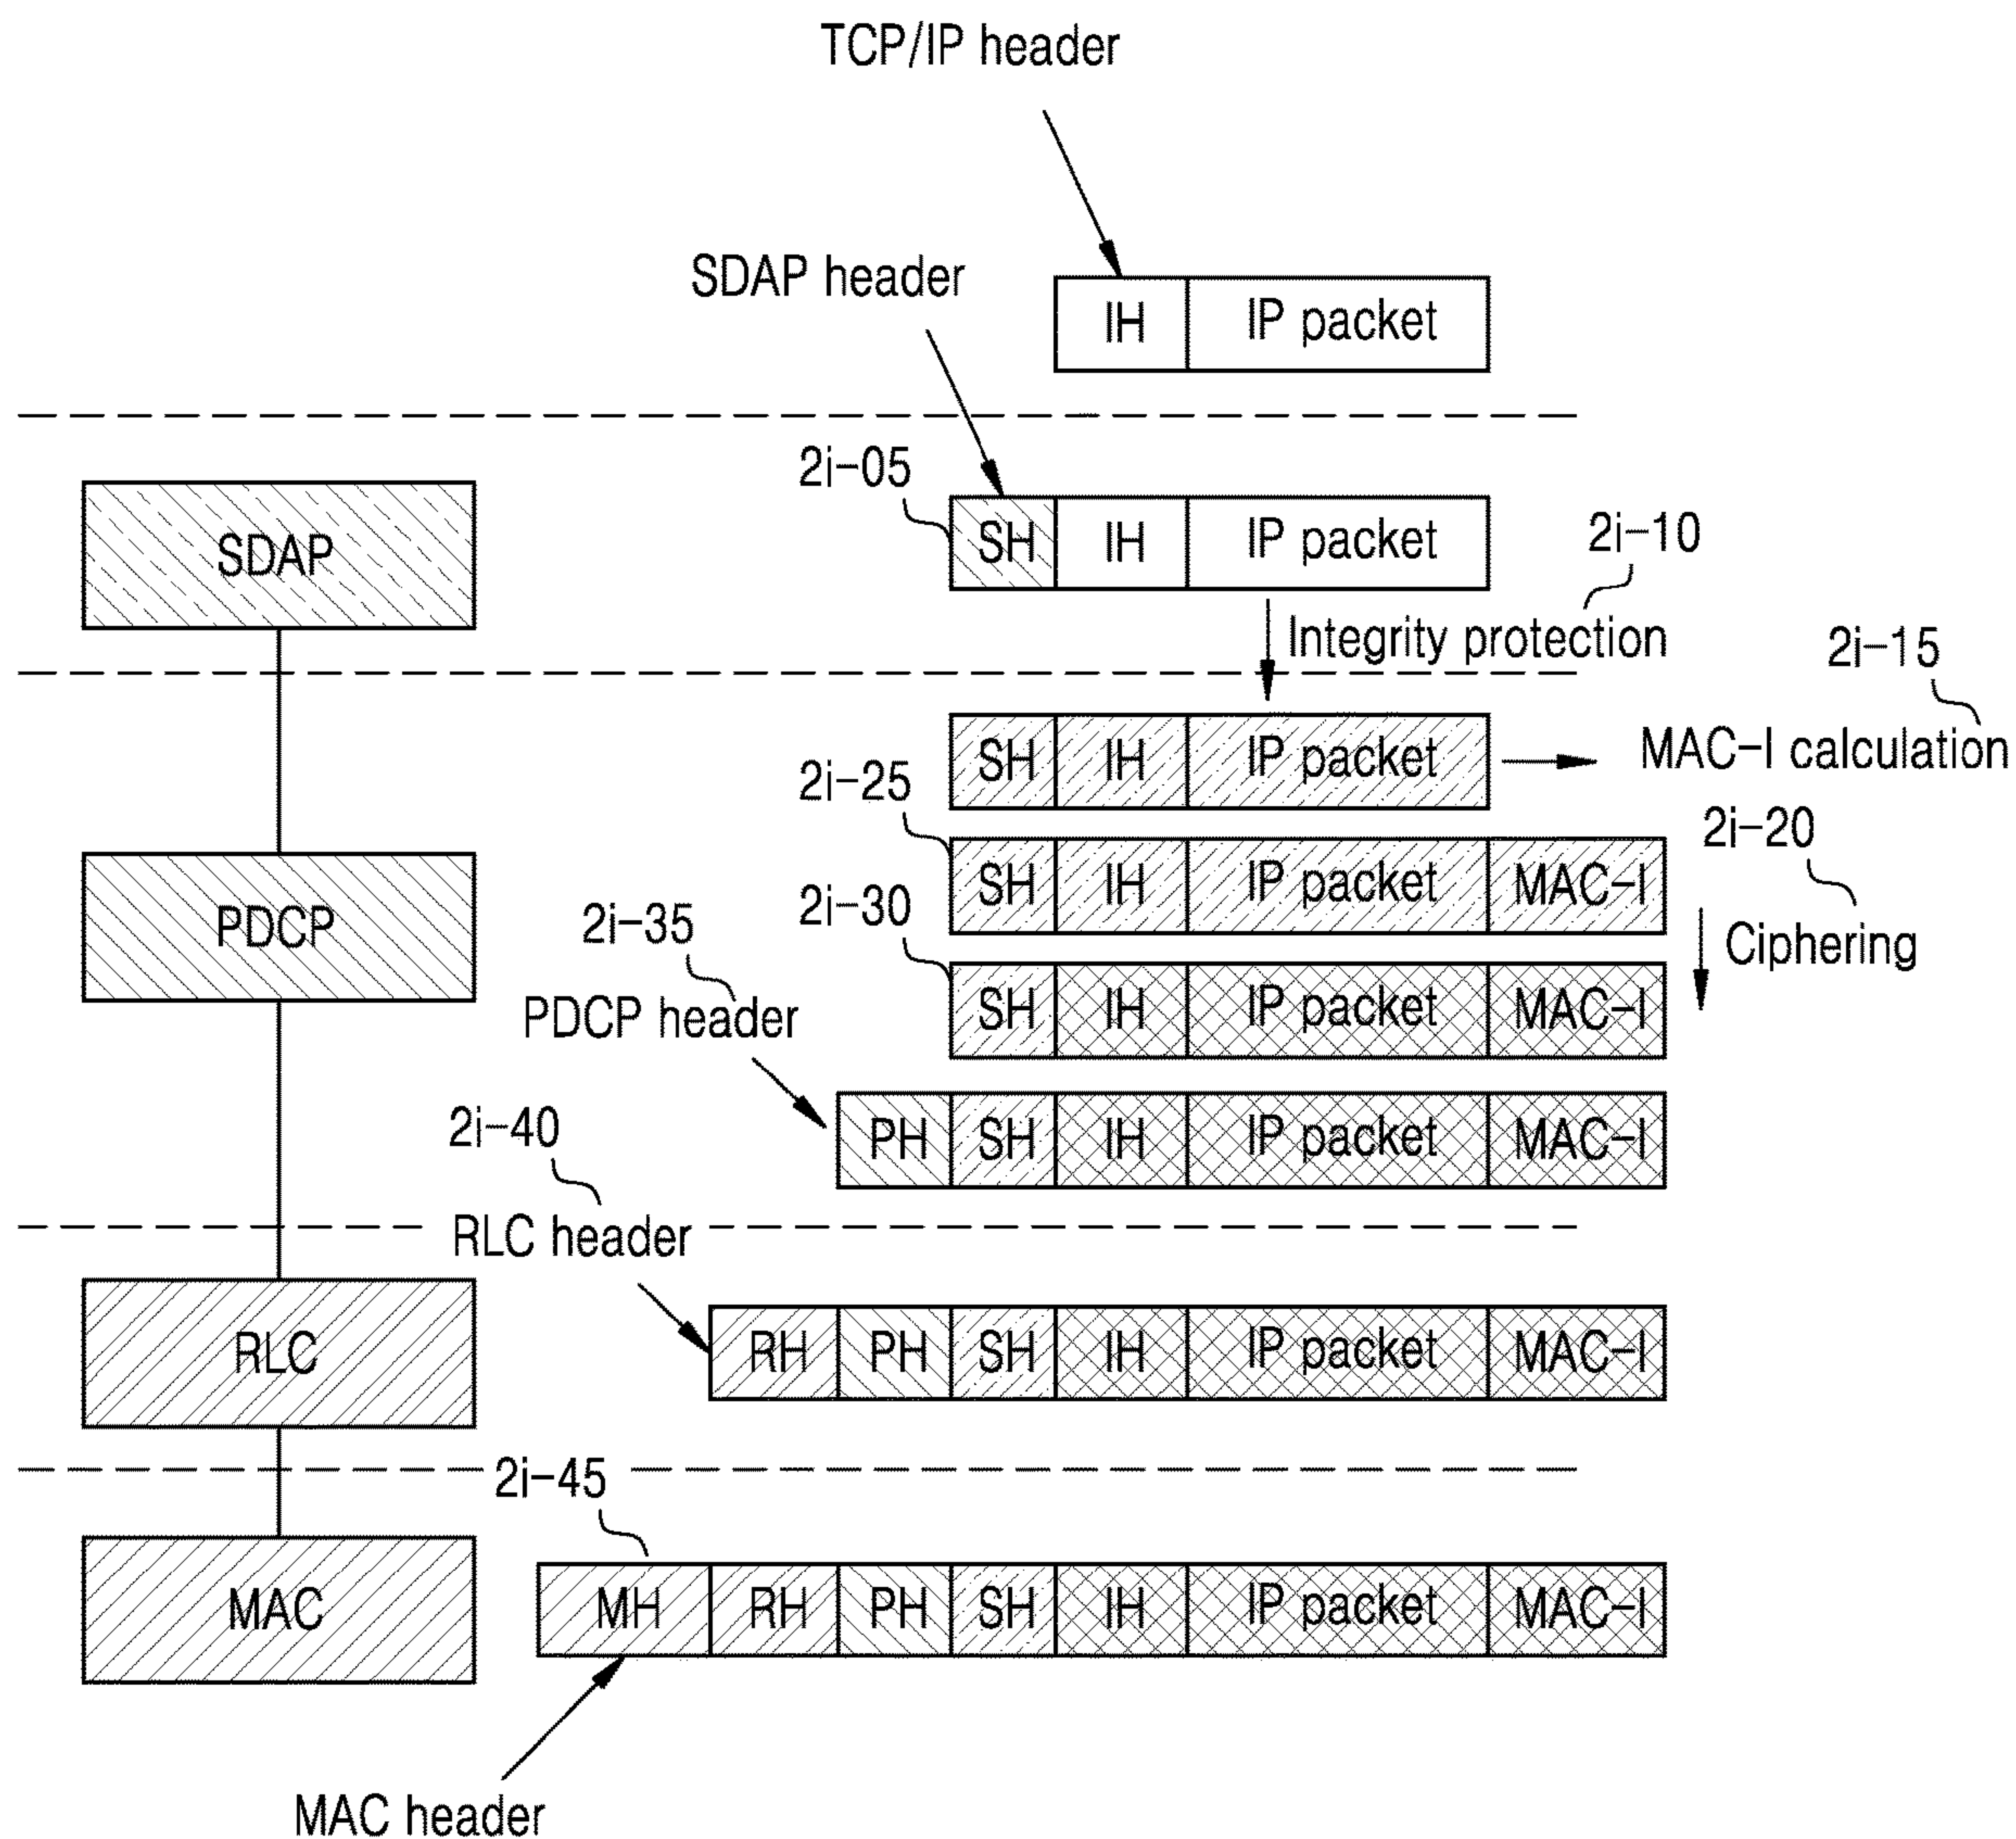 TCP/IP header
SDAP header
IH IP packet
2i-05
SDAP
SH IH IP packet
2i-10
Integrity protection
2i-15
SH IH IP packet
MAC-I calculation
2i-25
2i-20
SH IH IP packet MAC-I
PDCP
2i-35
2i-30
Ciphering
PDCP header
SH IH IP packet MAC-I
2i-40
PH SH IH IP packet MAC-I
RLC header
RLC
RH PH SH IH IP packet MAC-I
2i-45
MAC
MH RH PH SH IH IP packet MAC-I
MAC header